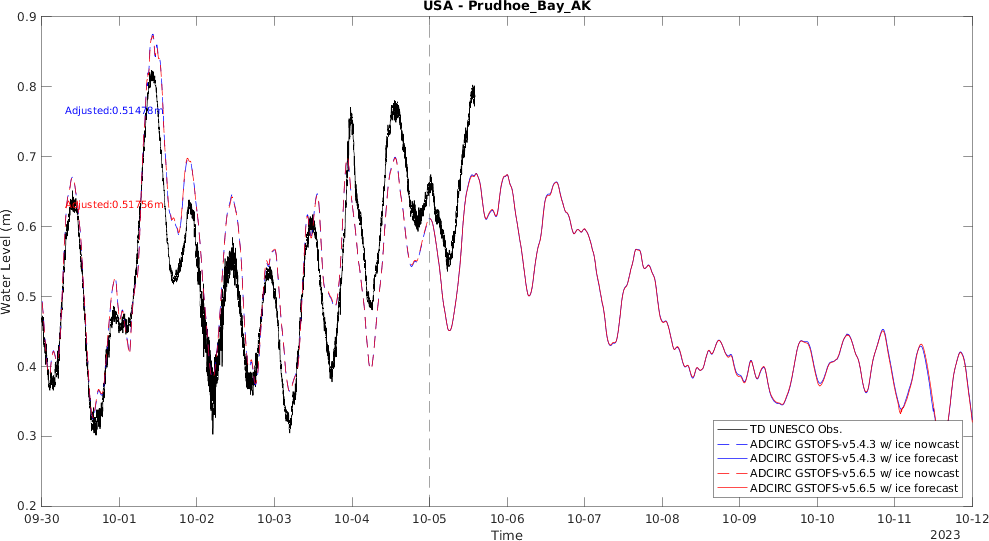 USA - Prudhoe_Bay_AK
0.9
0.8
Adjusted:0.51478m
0.7
Adjusted:0.51756m
0.6
Water Level (m)
0.5
0.4
0.3
0.2
TD UNESCO Obs.
ADCIRC GSTOFS-v5.4.3 w/ ice nowcast
ADCIRC GSTOFS-v5.4.3 w/ ice forecast
ADCIRC GSTOFS-v5.6.5 w/ ice nowcast
ADCIRC GSTOFS-v5.6.5 w/ ice forecast
09-30 10-01 10-02 10-03 10-04 10-05 10-06 10-07 10-08 10-09 10-10 10-11 10-12
Time
2023